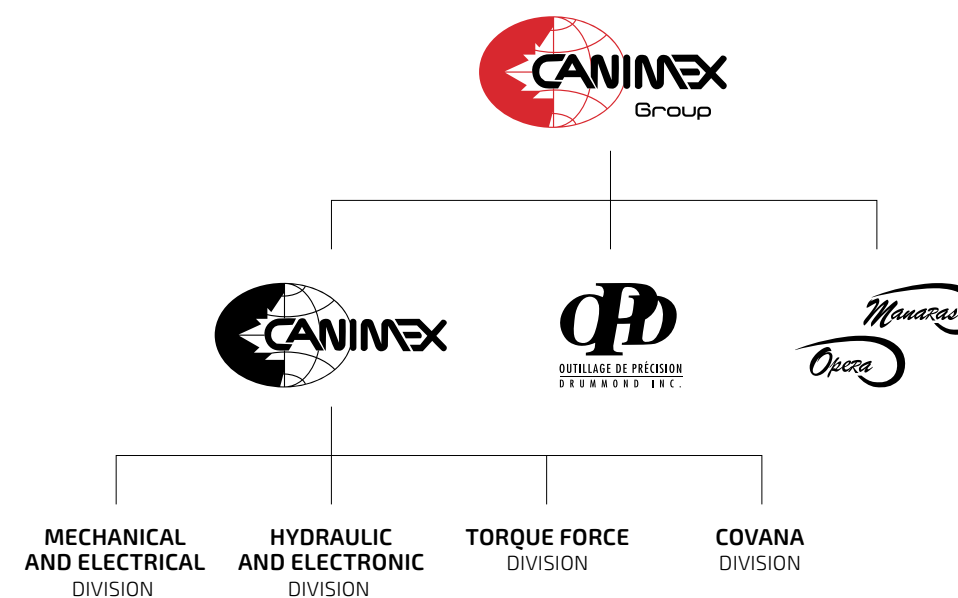 CANIMEX
Group
CANIMEX
OPD
OUTILLAGE DE PRÉCISION
DRUMMOND INC.
Manaras
Opera
MECHANICAL
AND ELECTRICAL
DIVISION
HYDRAULIC
AND ELECTRONIC
DIVISION
TORQUE FORCE
DIVISION
COVANA
DIVISION